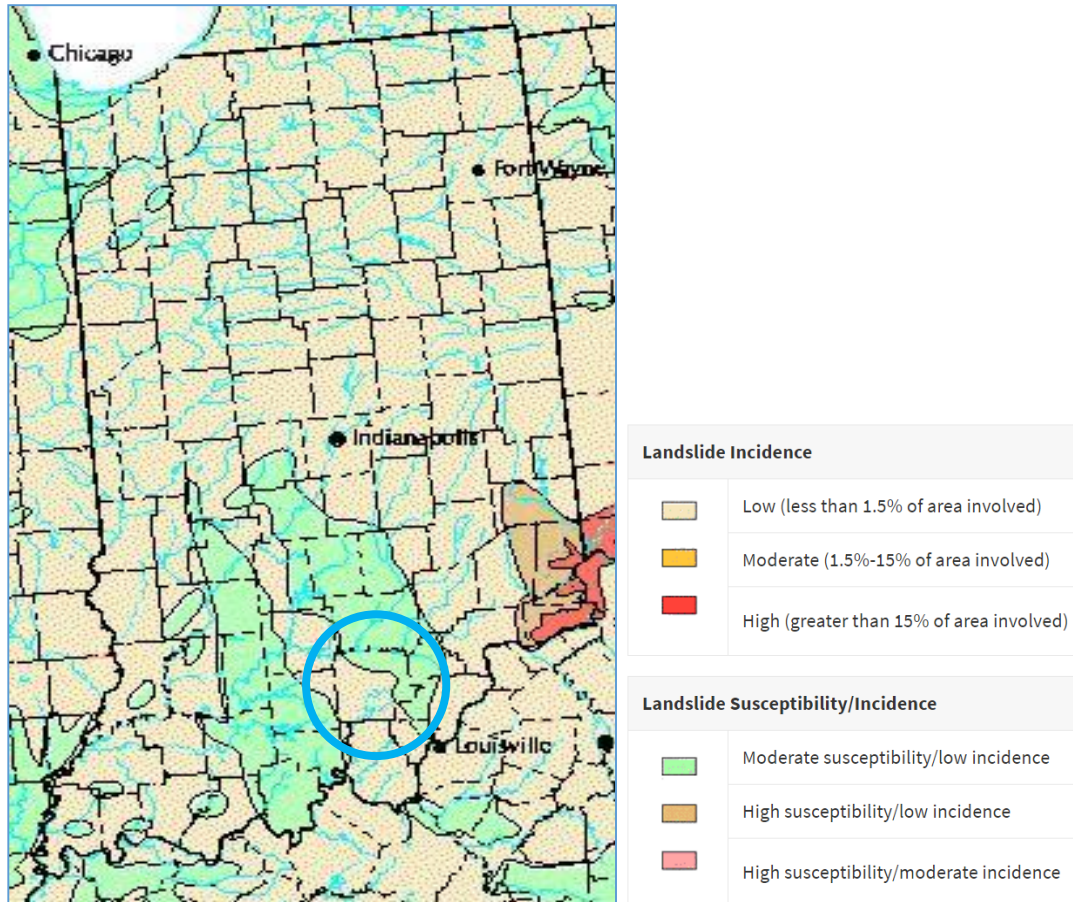 Chicago
Fort Wayne
Indianapolis
Louisville
Landslide Incidence
Low (less than 1.5% of area involved)
Moderate (1.5%-15% of area involved)
High (greater than 15% of area involved)
Landslide Susceptibility/Incidence
Moderate susceptibility/low incidence
High susceptibility/low incidence
High susceptibility/moderate incidence